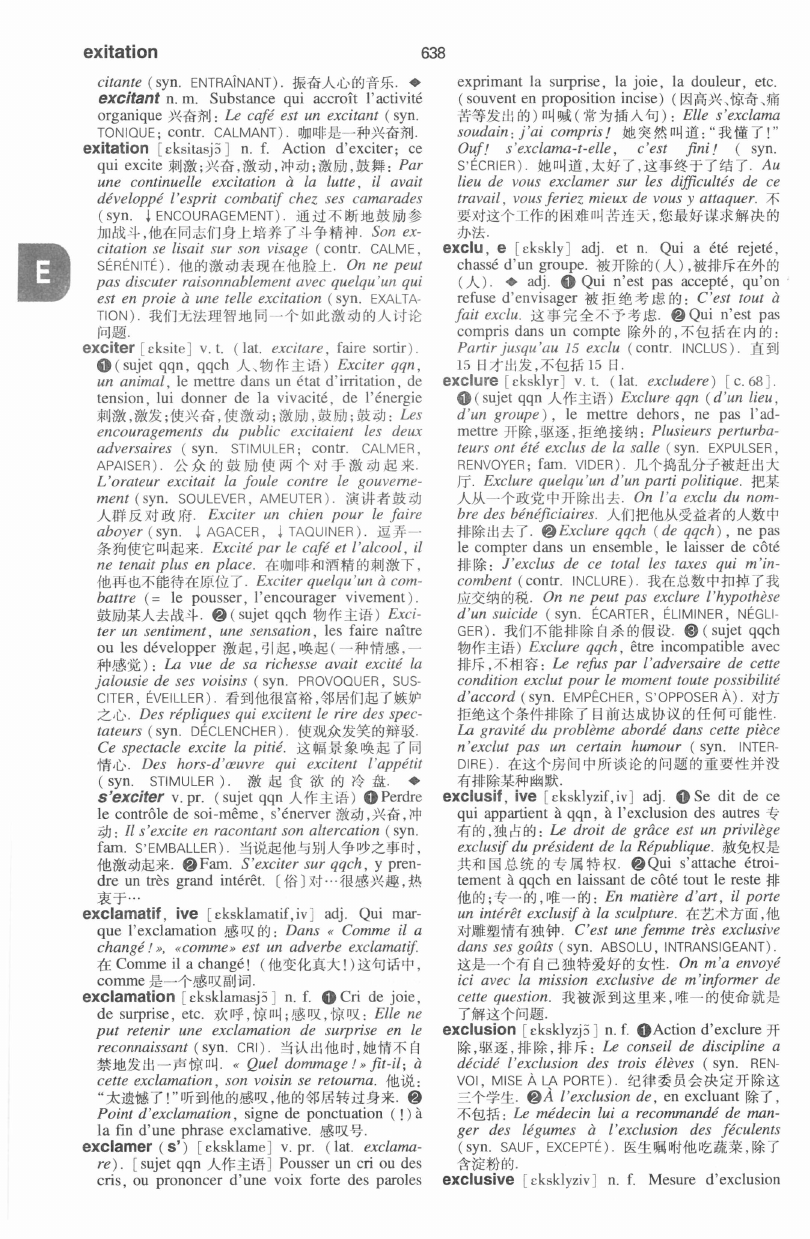 exitation
638
citante (syn. ENTRAÎNANT). 振奋人心的音乐. ◆
excitant n. m. Substance qui accroît l'activité
organique 兴奋剂: Le café est un excitant (syn.
TONIQUE; contr. CALMANT). 咖啡是一种兴奋剂.
exitation [ɛksitasjɔ̃] n. f. Action d'exciter; ce
qui excite 刺激;兴奋,激动,冲动;激励,鼓舞: Par
une continuelle excitation à la lutte, il avait
développé l'esprit combatif chez ses camarades
(syn. ↓ENCOURAGEMENT). 通过不断地鼓励参
加战斗,他在同志们身上培养了斗争精神. Son ex-
citation se lisait sur son visage (contr. CALME,
SÉRÉNITÉ). 他的激动表现在他脸上. On ne peut
pas discuter raisonnablement avec quelqu'un qui
est en proie à une telle excitation (syn. EXALTA-
TION). 我们无法理智地同一个如此激动的人讨论
问题.
exciter [ɛksite] v. t. (lat. excitare, faire sortir).
❶(sujet qqn, qqch 人、物作主语) Exciter qqn,
un animal, le mettre dans un état d'irritation, de
tension, lui donner de la vivacité, de l'énergie
刺激,激发;使兴奋,使激动;激励,鼓励;鼓动: Les
encouragements du public excitaient les deux
adversaires (syn. STIMULER; contr. CALMER,
APAISER). 公众的鼓励使两个对手激动起来.
L'orateur excitait la foule contre le gouverne-
ment (syn. SOULEVER, AMEUTER). 演讲者鼓动
人群反对政府. Exciter un chien pour le faire
aboyer (syn. ↓AGACER, ↓TAQUINER). 逗弄一
条狗使它叫起来. Excité par le café et l'alcool, il
ne tenait plus en place. 在咖啡和酒精的刺激下,
他再也不能待在原位了. Exciter quelqu'un à com-
battre (= le pousser, l'encourager vivement).
鼓励某人去战斗. ❷(sujet qqch 物作主语) Exci-
ter un sentiment, une sensation, les faire naître
ou les développer 激起,引起,唤起(一种情感,一
种感觉): La vue de sa richesse avait excité la
jalousie de ses voisins (syn. PROVOQUER, SUS-
CITER, ÉVEILLER). 看到他很富裕,邻居们起了嫉妒
之心. Des répliques qui excitent le rire des spec-
tateurs (syn. DÉCLENCHER). 使观众发笑的辩驳.
Ce spectacle excite la pitié. 这幅景象唤起了同
情心. Des hors-d'œuvre qui excitent l'appétit
(syn. STIMULER). 激起食欲的冷盘. ◆
s'exciter v. pr. (sujet qqn 人作主语) ❶Perdre
le contrôle de soi-même, s'énerver 激动,兴奋,冲
动: Il s'excite en racontant son altercation (syn.
fam. S'EMBALLER). 当说起他与别人争吵之事时,
他激动起来. ❷Fam. S'exciter sur qqch, y pren-
dre un très grand intérêt. 〔俗〕对…很感兴趣,热
衷于…
exclamatif, ive [ɛksklamatif,iv] adj. Qui mar-
que l'exclamation 感叹的: Dans « Comme il a
changé ! », «comme» est un adverbe exclamatif.
在 Comme il a changé! (他变化真大!)这句话中,
comme 是一个感叹副词.
exclamation [ɛksklamasjɔ̃] n. f. ❶Cri de joie,
de surprise, etc. 欢呼,惊叫;感叹,惊叹: Elle ne
put retenir une exclamation de surprise en le
reconnaissant (syn. CRI). 当认出他时,她情不自
禁地发出一声惊叫. « Quel dommage ! » fit-il; à
cette exclamation, son voisin se retourna. 他说:
“太遗憾了!”听到他的感叹,他的邻居转过身来. ❷
Point d'exclamation, signe de ponctuation (!) à
la fin d'une phrase exclamative. 感叹号.
exclamer (s') [ɛksklame] v. pr. (lat. exclama-
re). [sujet qqn 人作主语] Pousser un cri ou des
cris, ou prononcer d'une voix forte des paroles
exprimant la surprise, la joie, la douleur, etc.
(souvent en proposition incise) (因高兴、惊奇、痛
苦等发出的)叫喊(常为插入句): Elle s'exclama
soudain: j'ai compris! 她突然叫道:“我懂了!”
Ouf! s'exclama-t-elle, c'est fini! (syn.
S'ÉCRIER). 她叫道,太好了,这事终于了结了. Au
lieu de vous exclamer sur les difficultés de ce
travail, vous feriez mieux de vous y attaquer. 不
要对这个工作的困难叫苦连天,您最好谋求解决的
办法.
exclu, e [ɛkskly] adj. et n. Qui a été rejeté,
chassé d'un groupe. 被开除的(人),被排斥在外的
(人). ◆ adj. ❶ Qui n'est pas accepté, qu'on
refuse d'envisager 被拒绝考虑的: C'est tout à
fait exclu. 这事完全不予考虑. ❷Qui n'est pas
compris dans un compte 除外的,不包括在内的:
Partir jusqu'au 15 exclu (contr. INCLUS). 直到
15 日才出发,不包括 15 日.
exclure [ɛksklyr] v. t. (lat. excludere) [c. 68].
❶(sujet qqn 人作主语) Exclure qqn (d'un lieu,
d'un groupe), le mettre dehors, ne pas l'ad-
mettre 开除,驱逐,拒绝接纳: Plusieurs perturba-
teurs ont été exclus de la salle (syn. EXPULSER,
RENVOYER; fam. VIDER). 几个捣乱分子被赶出大
厅. Exclure quelqu'un d'un parti politique. 把某
人从一个政党中开除出去. On l'a exclu du nom-
bre des bénéficiaires. 人们把他从受益者的人数中
排除出去了. ❷Exclure qqch (de qqch), ne pas
le compter dans un ensemble, le laisser de côté
排除: J'exclus de ce total les taxes qui m'in-
combent (contr. INCLURE). 我在总数中扣掉了我
应交纳的税. On ne peut pas exclure l'hypothèse
d'un suicide (syn. ÉCARTER, ÉLIMINER, NÉGLI-
GER). 我们不能排除自杀的假设. ❸(sujet qqch
物作主语) Exclure qqch, être incompatible avec
排斥,不相容: Le refus par l'adversaire de cette
condition exclut pour le moment toute possibilité
d'accord (syn. EMPÊCHER, S'OPPOSER À). 对方
拒绝这个条件排除了目前达成协议的任何可能性.
La gravité du problème abordé dans cette pièce
n'exclut pas un certain humour (syn. INTER-
DIRE). 在这个房间中所谈论的问题的重要性并没
有排除某种幽默.
exclusif, ive [ɛksklyzif,iv] adj. ❶Se dit de ce
qui appartient à qqn, à l'exclusion des autres 专
有的,独占的: Le droit de grâce est un privilège
exclusif du président de la République. 赦免权是
共和国总统的专属特权. ❷Qui s'attache étroi-
tement à qqch en laissant de côté tout le reste 排
他的;专一的,唯一的: En matière d'art, il porte
un intérêt exclusif à la sculpture. 在艺术方面,他
对雕塑情有独钟. C'est une femme très exclusive
dans ses goûts (syn. ABSOLU, INTRANSIGEANT).
这是一个有自己独特爱好的女性. On m'a envoyé
ici avec la mission exclusive de m'informer de
cette question. 我被派到这里来,唯一的使命就是
了解这个问题.
exclusion [ɛksklyzjɔ̃] n. f. ❶Action d'exclure 开
除,驱逐,排除,排斥: Le conseil de discipline a
décidé l'exclusion des trois élèves (syn. REN-
VOI, MISE À LA PORTE). 纪律委员会决定开除这
三个学生. ❷À l'exclusion de, en excluant 除了,
不包括: Le médecin lui a recommandé de man-
ger des légumes à l'exclusion des féculents
(syn. SAUF, EXCEPTÉ). 医生嘱咐他吃蔬菜,除了
含淀粉的.
exclusive [ɛksklyziv] n. f. Mesure d'exclusion
E